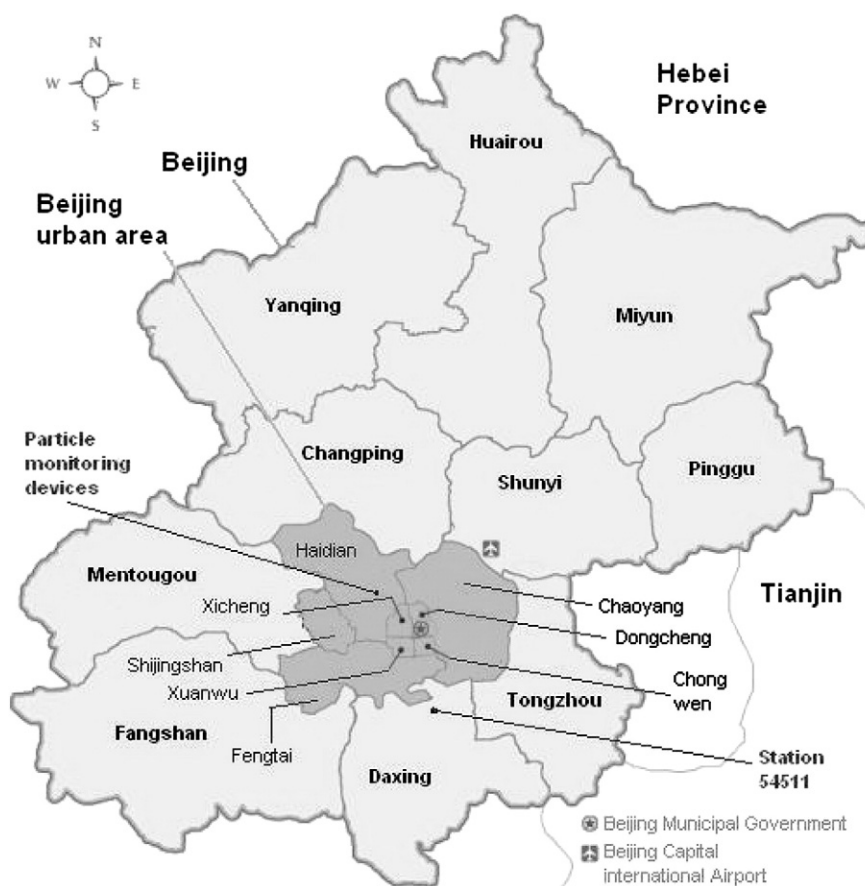 N
W
E
S
Hebei
Province
Huairou
Beijing
Beijing
urban area
Yanqing
Miyun
Particle
monitoring
devices
Changping
Shunyi
Pinggu
Haidian
Mentougou
Tianjin
Xicheng
Chaoyang
Dongcheng
Shijingshan
Xuanwu
Chong
wen
Tongzhou
Fangshan
Fengtai
Daxing
Station
54511
Beijing Municipal Government
Beijing Capital
international Airport